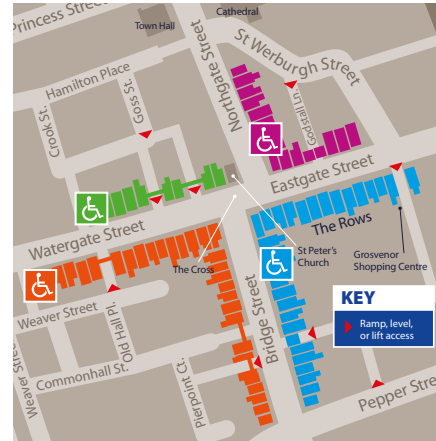 Princess Street
Cathedral
Town Hall
Northgate Street
St Werburgh Street
Hamilton Place
Crook St.
Goss St.
Godstall Ln.
Eastgate Street
Watergate Street
The Rows
The Cross
St Peter's
Church
Grosvenor
Shopping Centre
Weaver Street
Old Hall Pl.
Bridge Street
Commonhall St.
Weaver Street
Pierpoint Ct.
Pepper Stre
KEY
Ramp, level,
or lift access